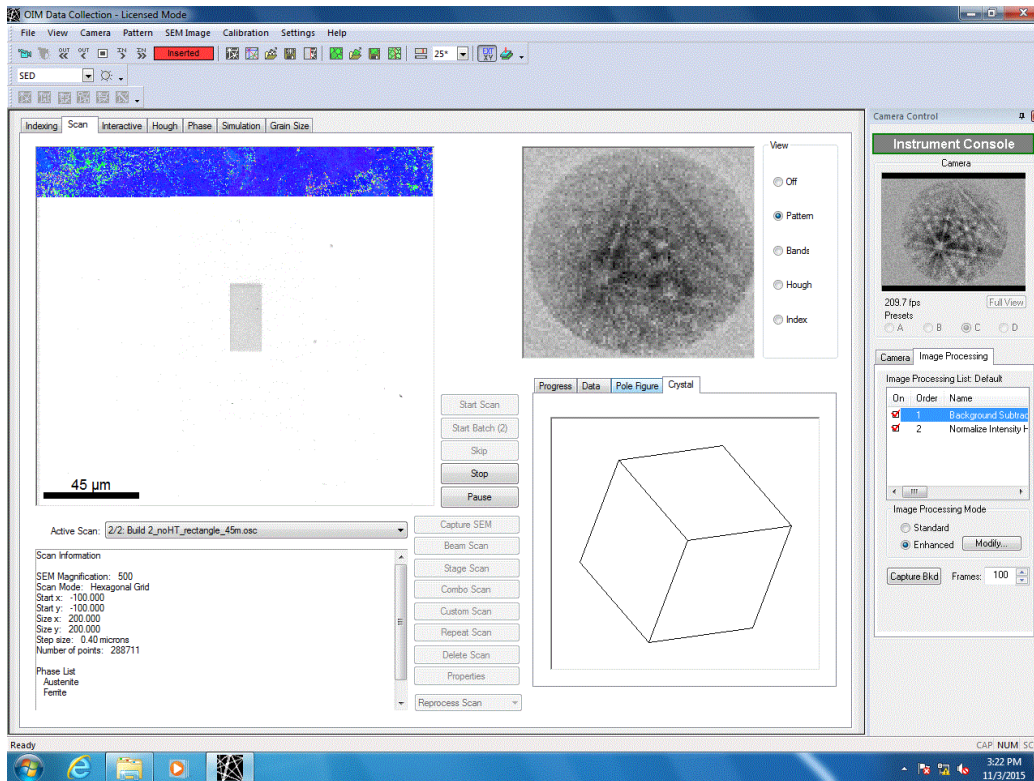 OIM Data Collection - Licensed Mode
File View Camera Pattern SEM Image Calibration Settings Help
OUT OUT IN IN Inserted 25* EXT XY
SED
Indexing Scan Interactive Hough Phase Simulation Grain Size
45 µm
View
Off
Pattern
Bands
Hough
Index
Start Scan
Start Batch (2)
Skip
Stop
Pause
Active Scan: 2/2: Build 2_noHT_rectangle_45m.osc
Capture SEM
Beam Scan
Stage Scan
Combo Scan
Custom Scan
Repeat Scan
Delete Scan
Properties
Reprocess Scan
Scan Information
SEM Magnification: 500
Scan Mode: Hexagonal Grid
Start x: -100.000
Start y: -100.000
Size x: 200.000
Size y: 200.000
Step size: 0.40 microns
Number of points: 288711
Phase List
Austenite
Ferrite
Progress Data Pole Figure Crystal
Camera Control
Instrument Console
Camera
209.7 fps Full View
Presets
A B C D
Camera Image Processing
Image Processing List: Default
On Order Name
1 Background Subtrac
2 Normalize Intensity H
Image Processing Mode
Standard
Enhanced Modify...
Capture Bkd Frames: 100
Ready
CAP NUM SC
3:22 PM
11/3/2015